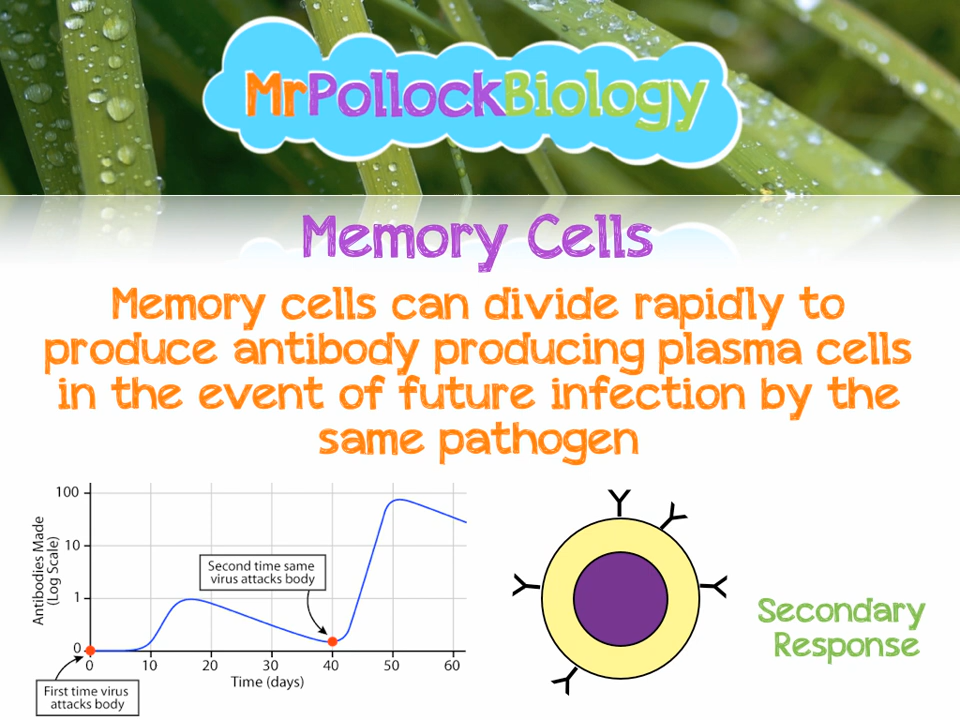 MrPollockBiology
Memory Cells
Memory cells can divide rapidly to
produce antibody producing plasma cells
in the event of future infection by the
same pathogen
Antibodies Made
(Log Scale)
100
10
1
0
Second time same
virus attacks body
0 10 20 30 40 50 60
Time (days)
First time virus
attacks body
Secondary
Response